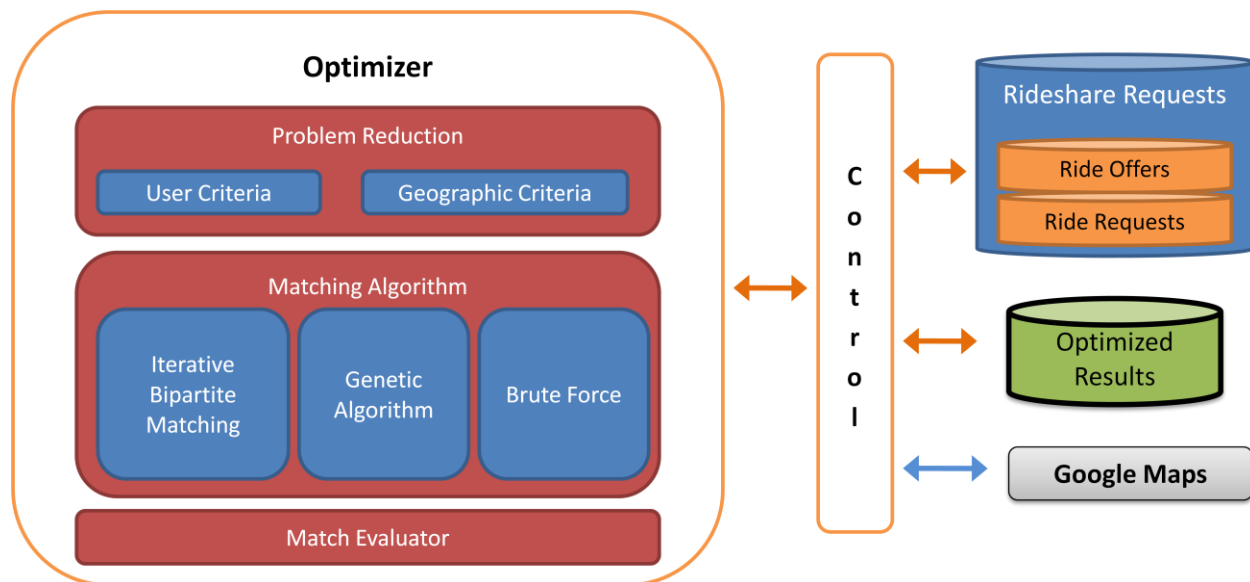 Optimizer
Problem Reduction
User Criteria
Geographic Criteria
Matching Algorithm
Iterative
Bipartite
Matching
Genetic
Algorithm
Brute Force
Match Evaluator
C
o
n
t
r
o
l
Rideshare Requests
Ride Offers
Ride Requests
Optimized
Results
Google Maps